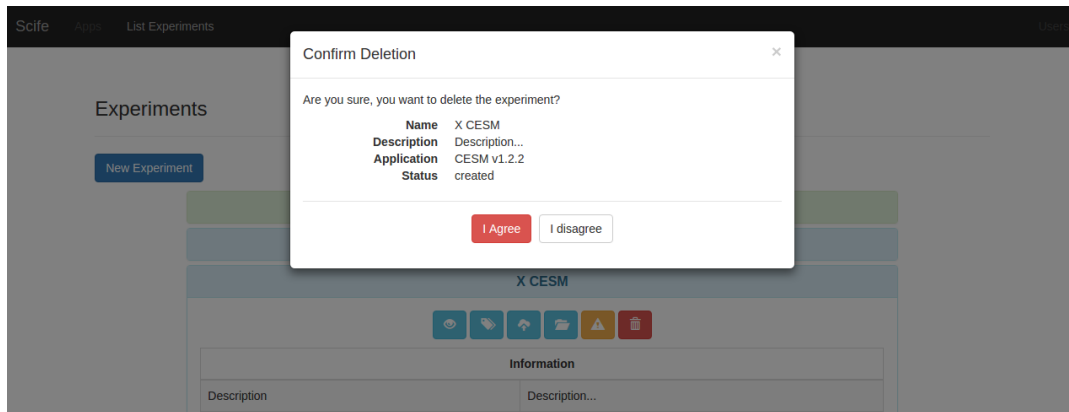 Scife Apps List Experiments Users
Confirm Deletion ×
Are you sure, you want to delete the experiment?
Name X CESM
Description Description...
Application CESM v1.2.2
Status created
I Agree I disagree
Experiments
New Experiment
X CESM
Information
Description Description...